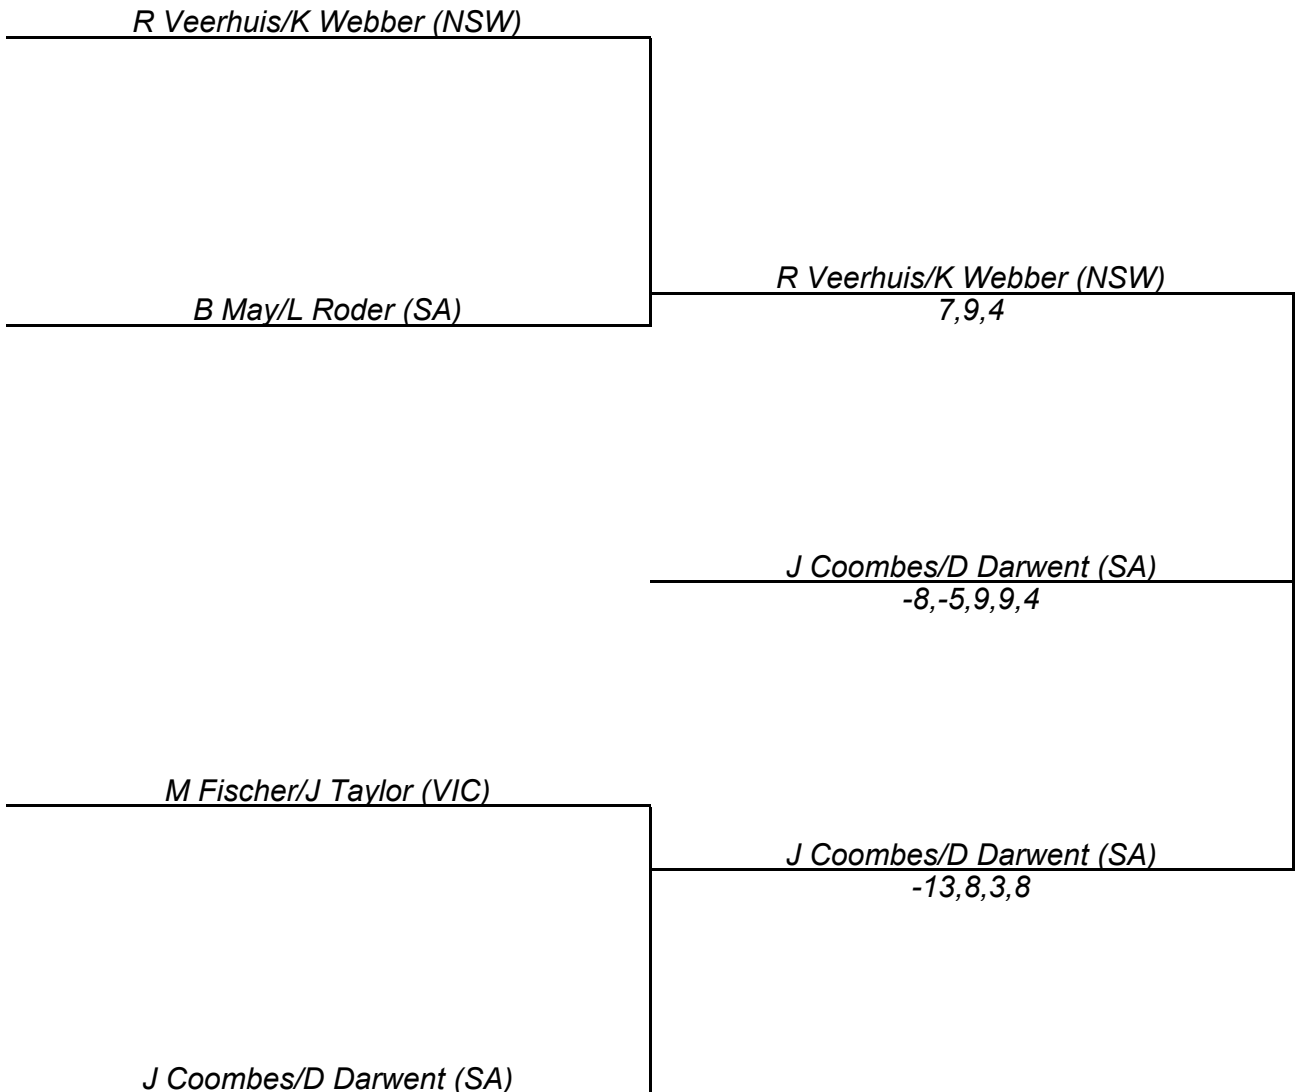 R Veerhuis/K Webber (NSW)
R Veerhuis/K Webber (NSW)
B May/L Roder (SA)
7,9,4
J Coombes/D Darwent (SA)
-8,-5,9,9,4
M Fischer/J Taylor (VIC)
J Coombes/D Darwent (SA)
-13,8,3,8
J Coombes/D Darwent (SA)